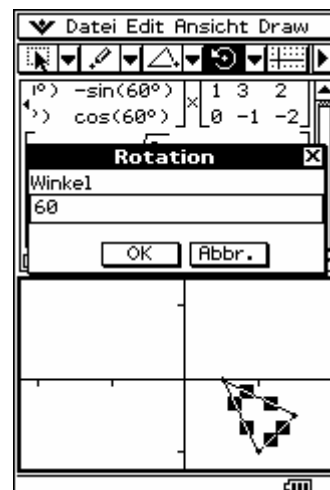 Datei Edit Ansicht Draw
-sin(60°) × 1 3 2
cos(60°) 0 -1 -2
Rotation
Winkel
60
OK Abbr.